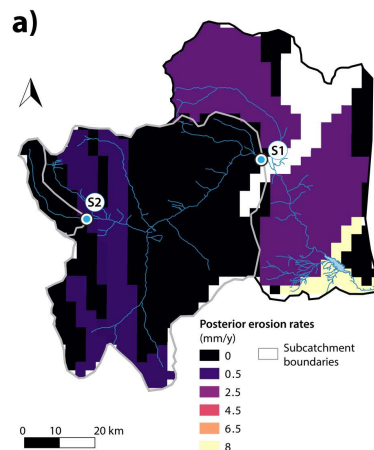 a)
S1
S2
Posterior erosion rates
(mm/y)
0
0.5
2.5
4.5
6.5
8
Subcatchment
boundaries
0 10 20 km